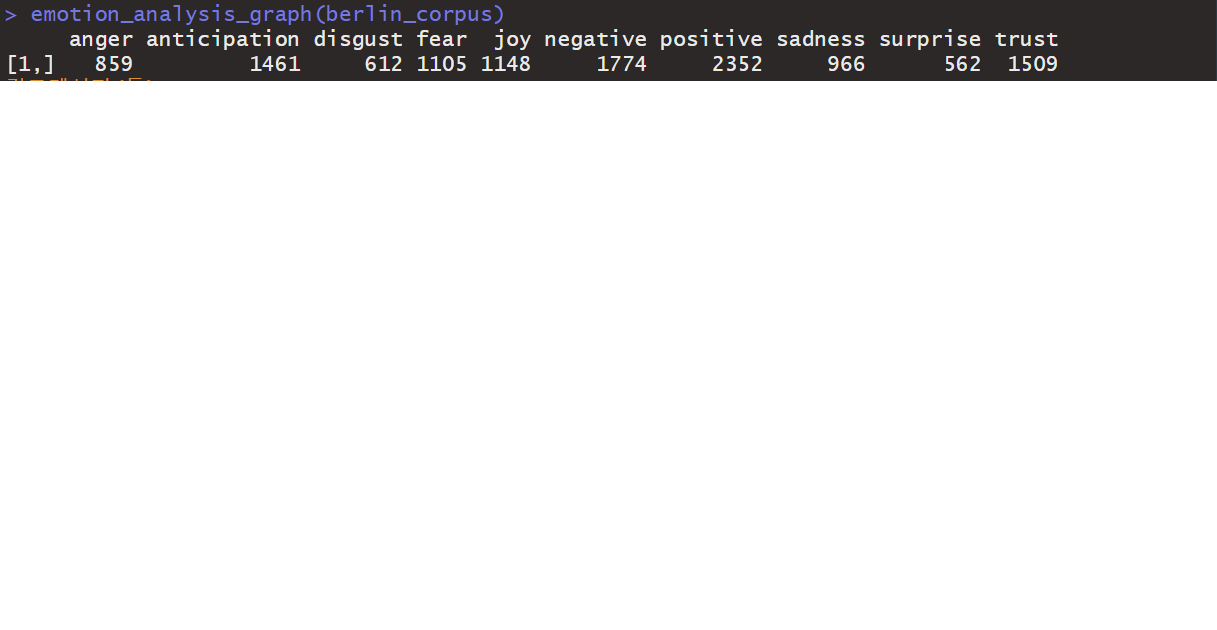 > emotion_analysis_graph(berlin_corpus)
anger anticipation disgust fear joy negative positive sadness surprise trust
[1,] 859 1461 612 1105 1148 1774 2352 966 562 1509